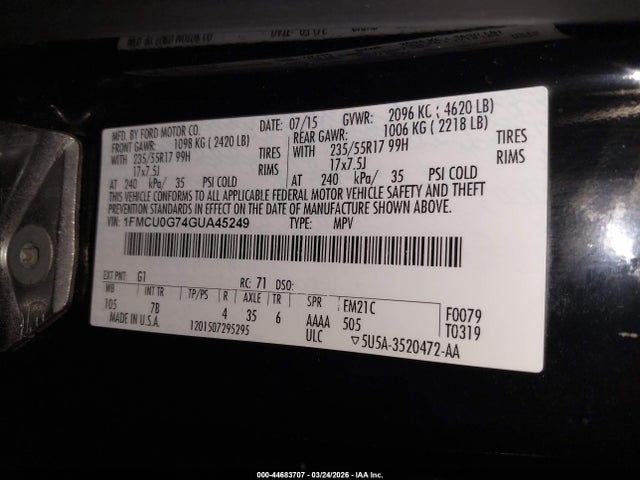 MFD. BY FORD MOTOR CO.
DATE: 07/15 GVWR: 2096 KG ( 4620 LB)
FRONT GAWR: 1098 KG ( 2420 LB) REAR GAWR: 1006 KG ( 2218 LB)
WITH 235/55R17 99H TIRES WITH 235/55R17 99H TIRES
17x7.5J RIMS 17x7.5J RIMS
AT 240 kPa/ 35 PSI COLD AT 240 kPa/ 35 PSI COLD
THIS VEHICLE CONFORMS TO ALL APPLICABLE FEDERAL MOTOR VEHICLE SAFETY AND THEFT
PREVENTION STANDARDS IN EFFECT ON THE DATE OF MANUFACTURE SHOWN ABOVE.
VIN: 1FMCU0G74GUA45249 TYPE: MPV
EXT PNT: G1 RC: 71 DSO:
WB INT TR TP/PS R AXLE TR SPR EM21C F0079
105 7B 4 35 6 AAAA 505 T0319
MADE IN U.S.A. 1201507295295 ULC ▽5U5A-3520472-AA
000-44683707 - 03/24/2026 - IAA Inc.